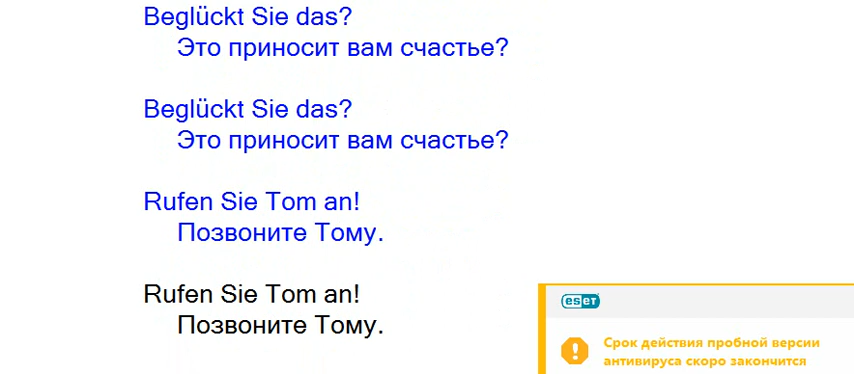 Beglückt Sie das?
Это приносит вам счастье?
Beglückt Sie das?
Это приносит вам счастье?
Rufen Sie Tom an!
Позвоните Тому.
Rufen Sie Tom an!
Позвоните Тому.
eset
Срок действия пробной версии
антивируса скоро закончится